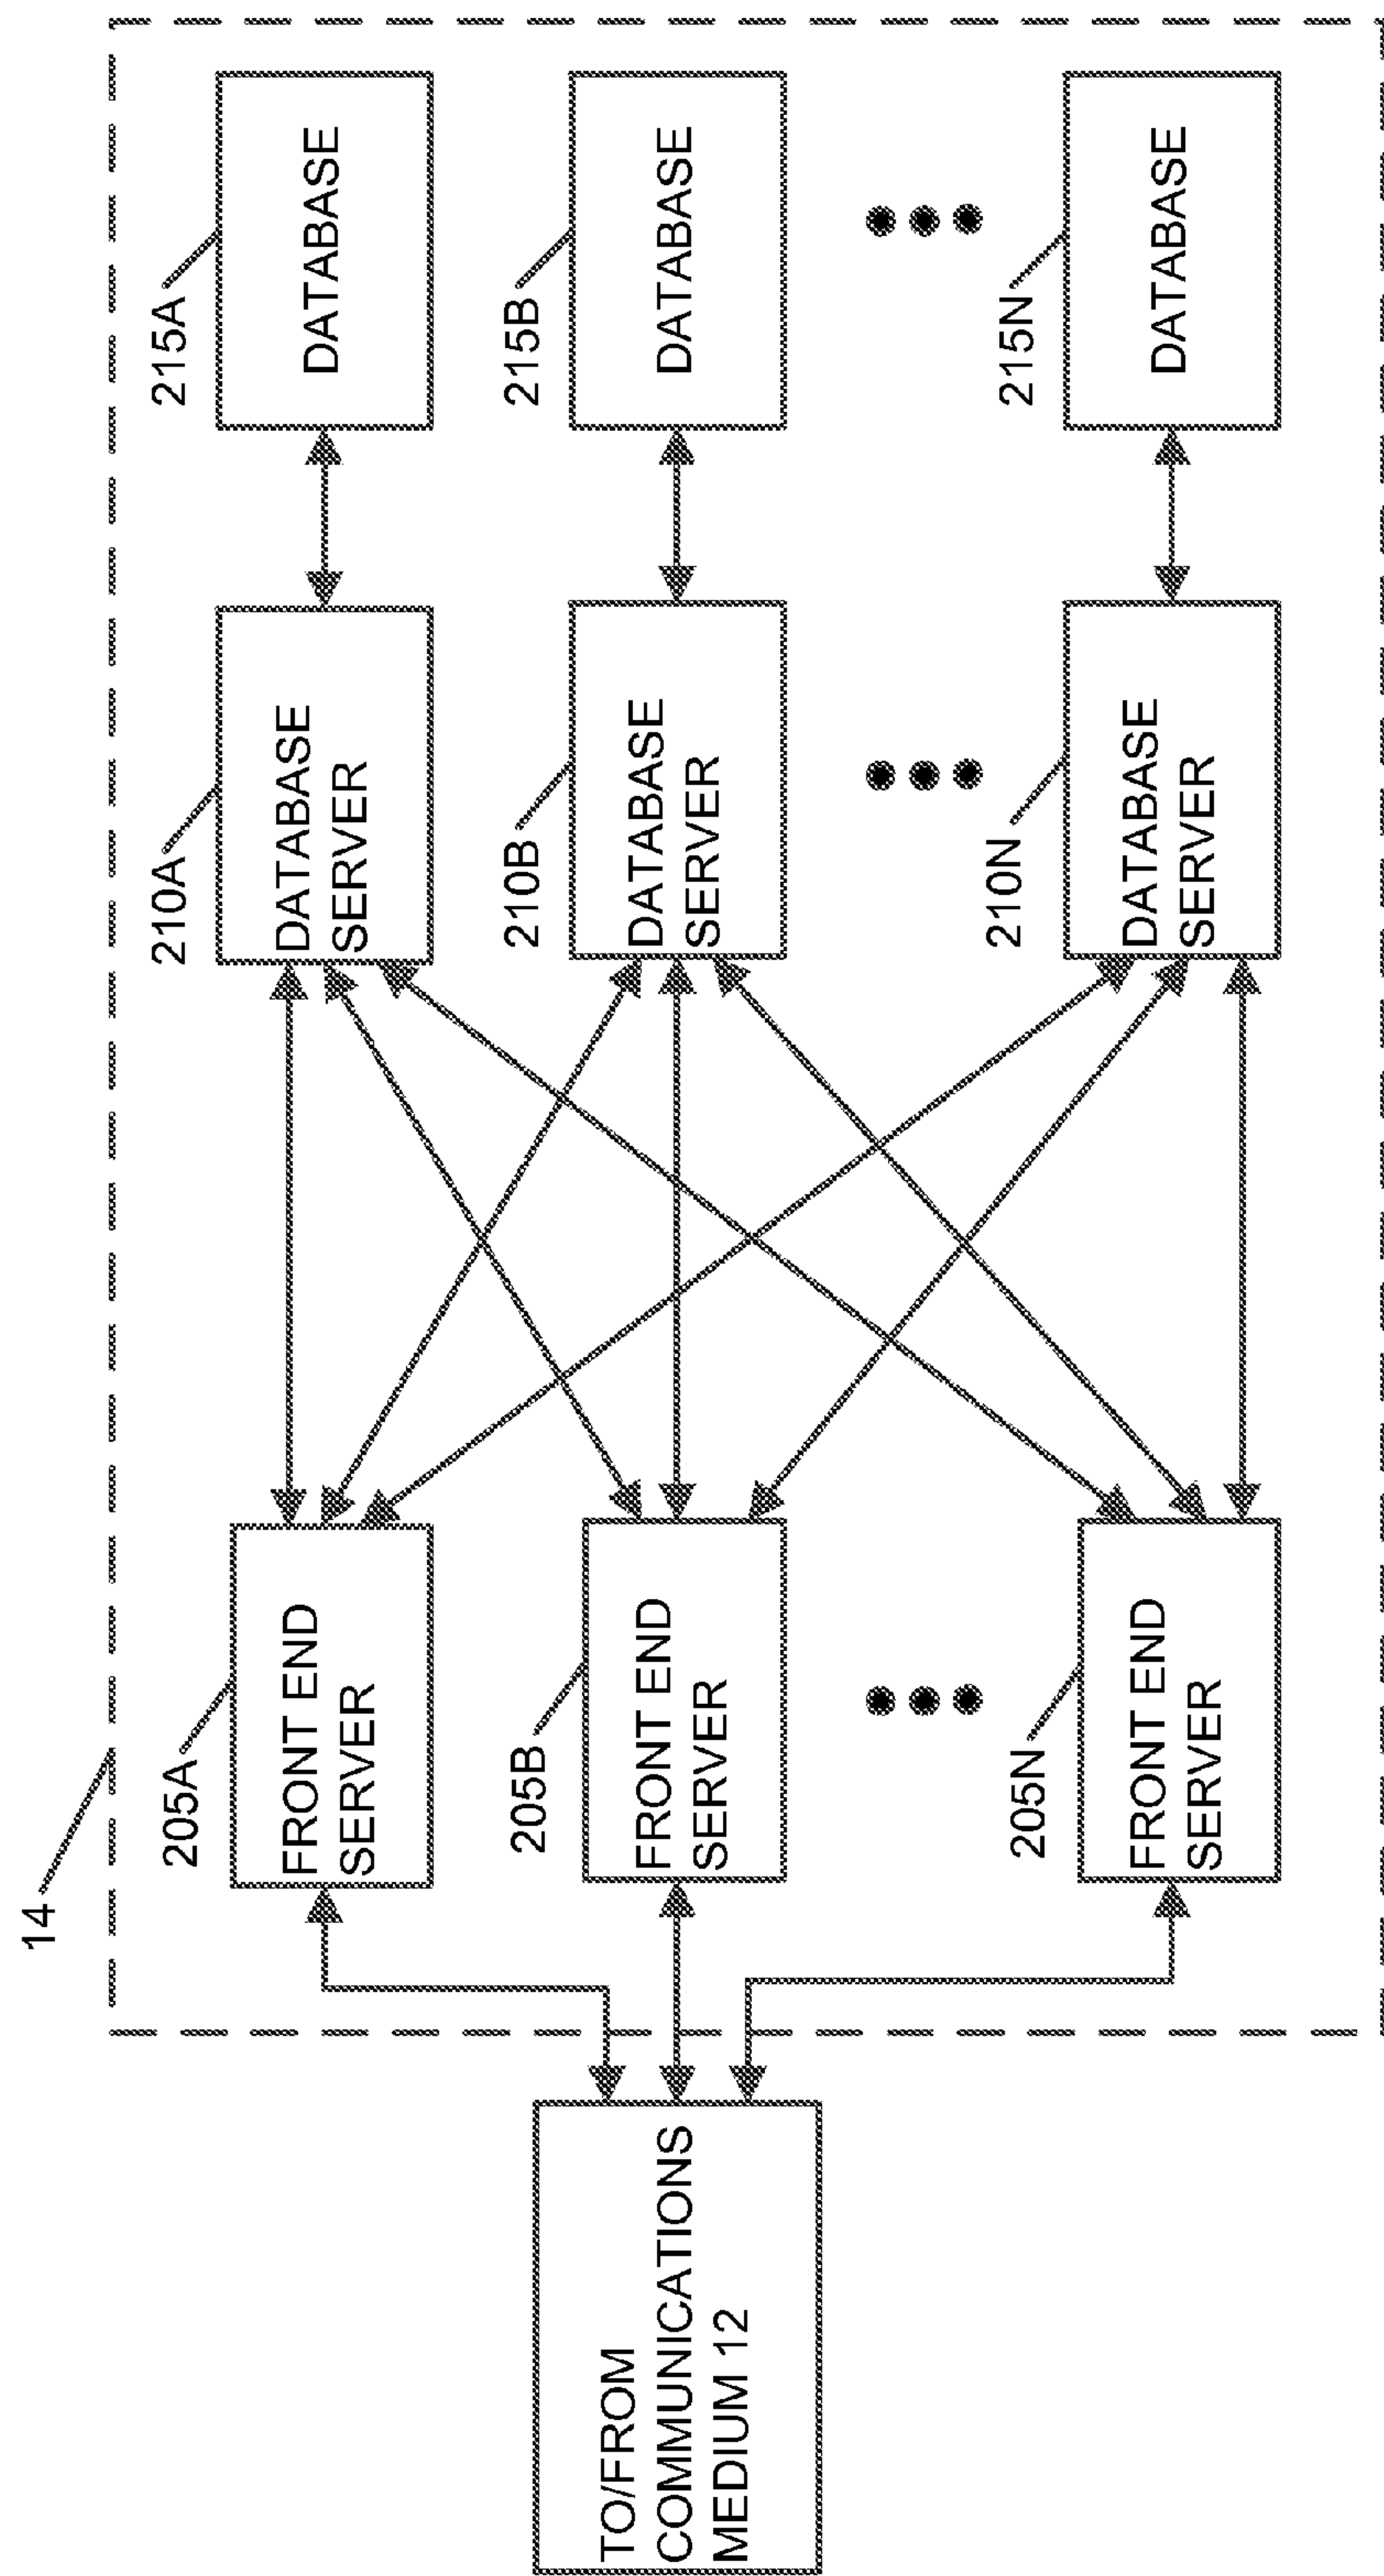 14
205A
FRONT END
SERVER
210A
DATABASE
SERVER
215A
DATABASE
TO/FROM
COMMUNICATIONS
MEDIUM 12
205B
FRONT END
SERVER
210B
DATABASE
SERVER
215B
DATABASE
205N
FRONT END
SERVER
210N
DATABASE
SERVER
215N
DATABASE